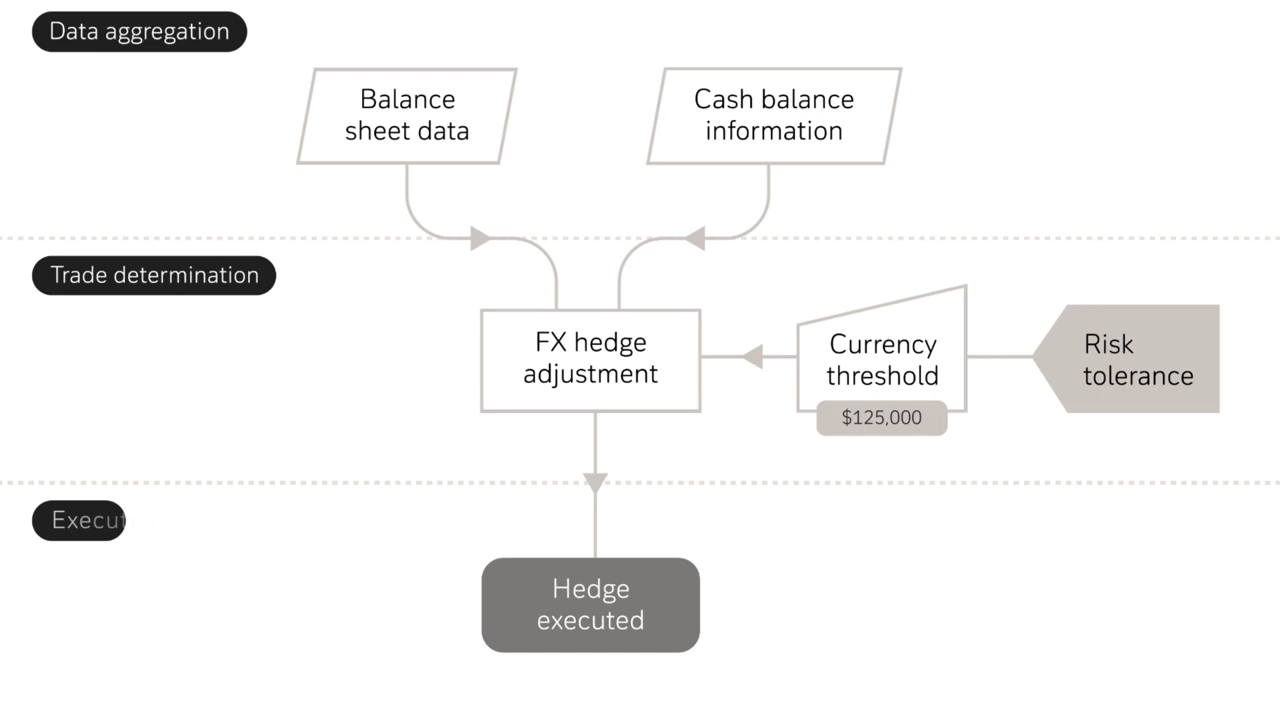 Data aggregation
Balance
sheet data
Cash balance
information
Trade determination
FX hedge
adjustment
Currency
threshold
$125,000
Risk
tolerance
Hedge
executed